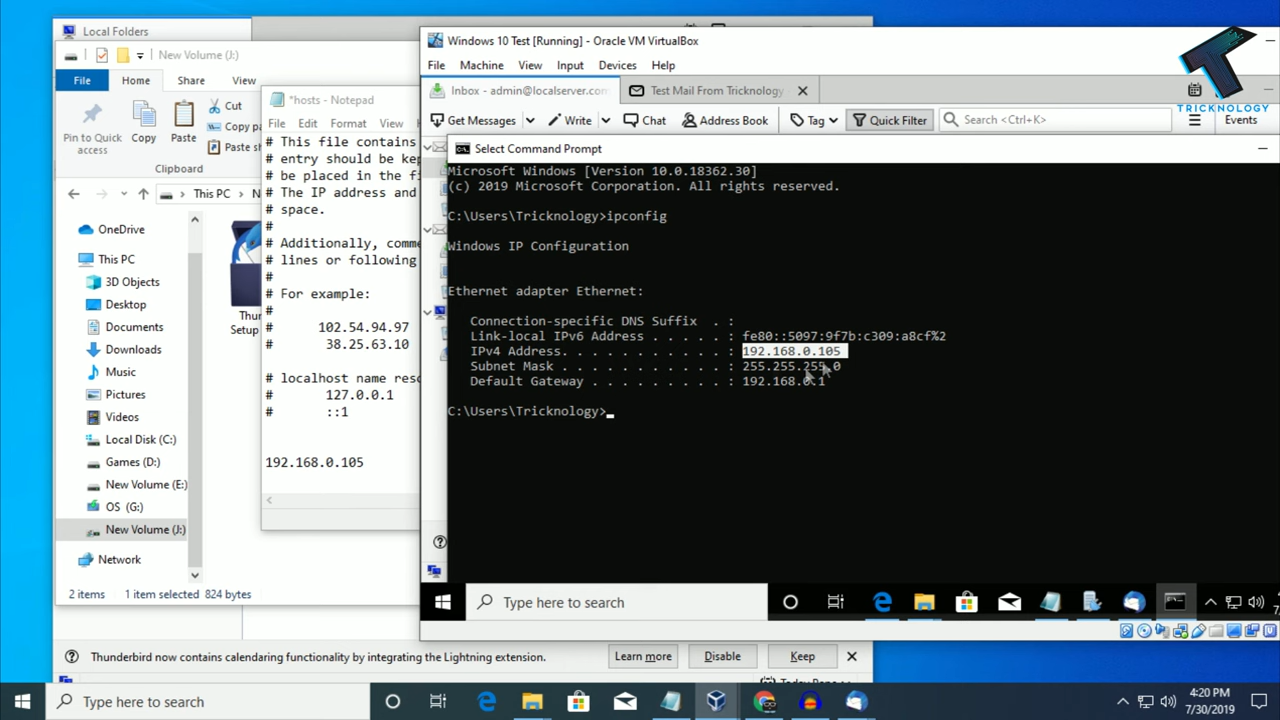 Local Folders
New Volume (J:)
File
Home
Share
View
Pin to Quick
access
Copy
Paste
Cut
Copy pa
Paste sh
Clipboard
This PC
N
OneDrive
This PC
3D Objects
Desktop
Documents
Downloads
Music
Pictures
Videos
Local Disk (C:)
Games (D:)
New Volume (E:)
OS (G:)
New Volume (J:)
Network
Thun
Setup
2 items
1 item selected
824 bytes
*hosts - Notepad
File
Edit
Format
View
# This file contains
# entry should be kep
# be placed in the fi
# The IP address and
# space.
#
# Additionally, comme
# lines or following
#
# For example:
#
# 102.54.94.97
# 38.25.63.10
# localhost name reso
# 127.0.0.1
# ::1
192.168.0.105
Windows 10 Test [Running] - Oracle VM VirtualBox
File
Machine
View
Input
Devices
Help
TRICKNOLOGY
Inbox - admin@localserver.com
Test Mail From Tricknology
Get Messages
Write
Chat
Address Book
Tag
Quick Filter
Search <Ctrl+K>
Events
Select Command Prompt
Microsoft Windows [Version 10.0.18362.30]
(c) 2019 Microsoft Corporation. All rights reserved.
C:\Users\Tricknology>ipconfig
Windows IP Configuration
Ethernet adapter Ethernet:
Connection-specific DNS Suffix . :
Link-local IPv6 Address . . . . . : fe80::5097:9f7b:c309:a8cf%2
IPv4 Address. . . . . . . . . . . : 192.168.0.105
Subnet Mask . . . . . . . . . . . : 255.255.255.0
Default Gateway . . . . . . . . . : 192.168.0.1
C:\Users\Tricknology>
Type here to search
Thunderbird now contains calendaring functionality by integrating the Lightning extension.
Learn more
Disable
Keep
Type here to search
4:20 PM
7/30/2019